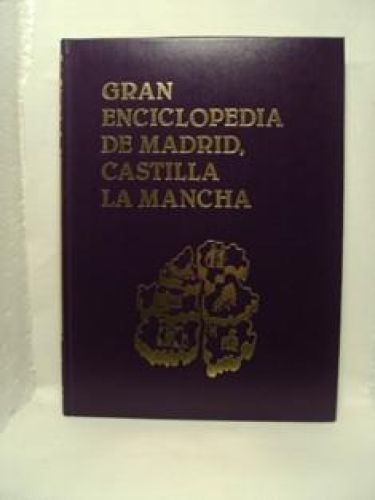 GRAN
ENCICLOPEDIA
DE MADRID,
CASTILLA
LA MANCHA